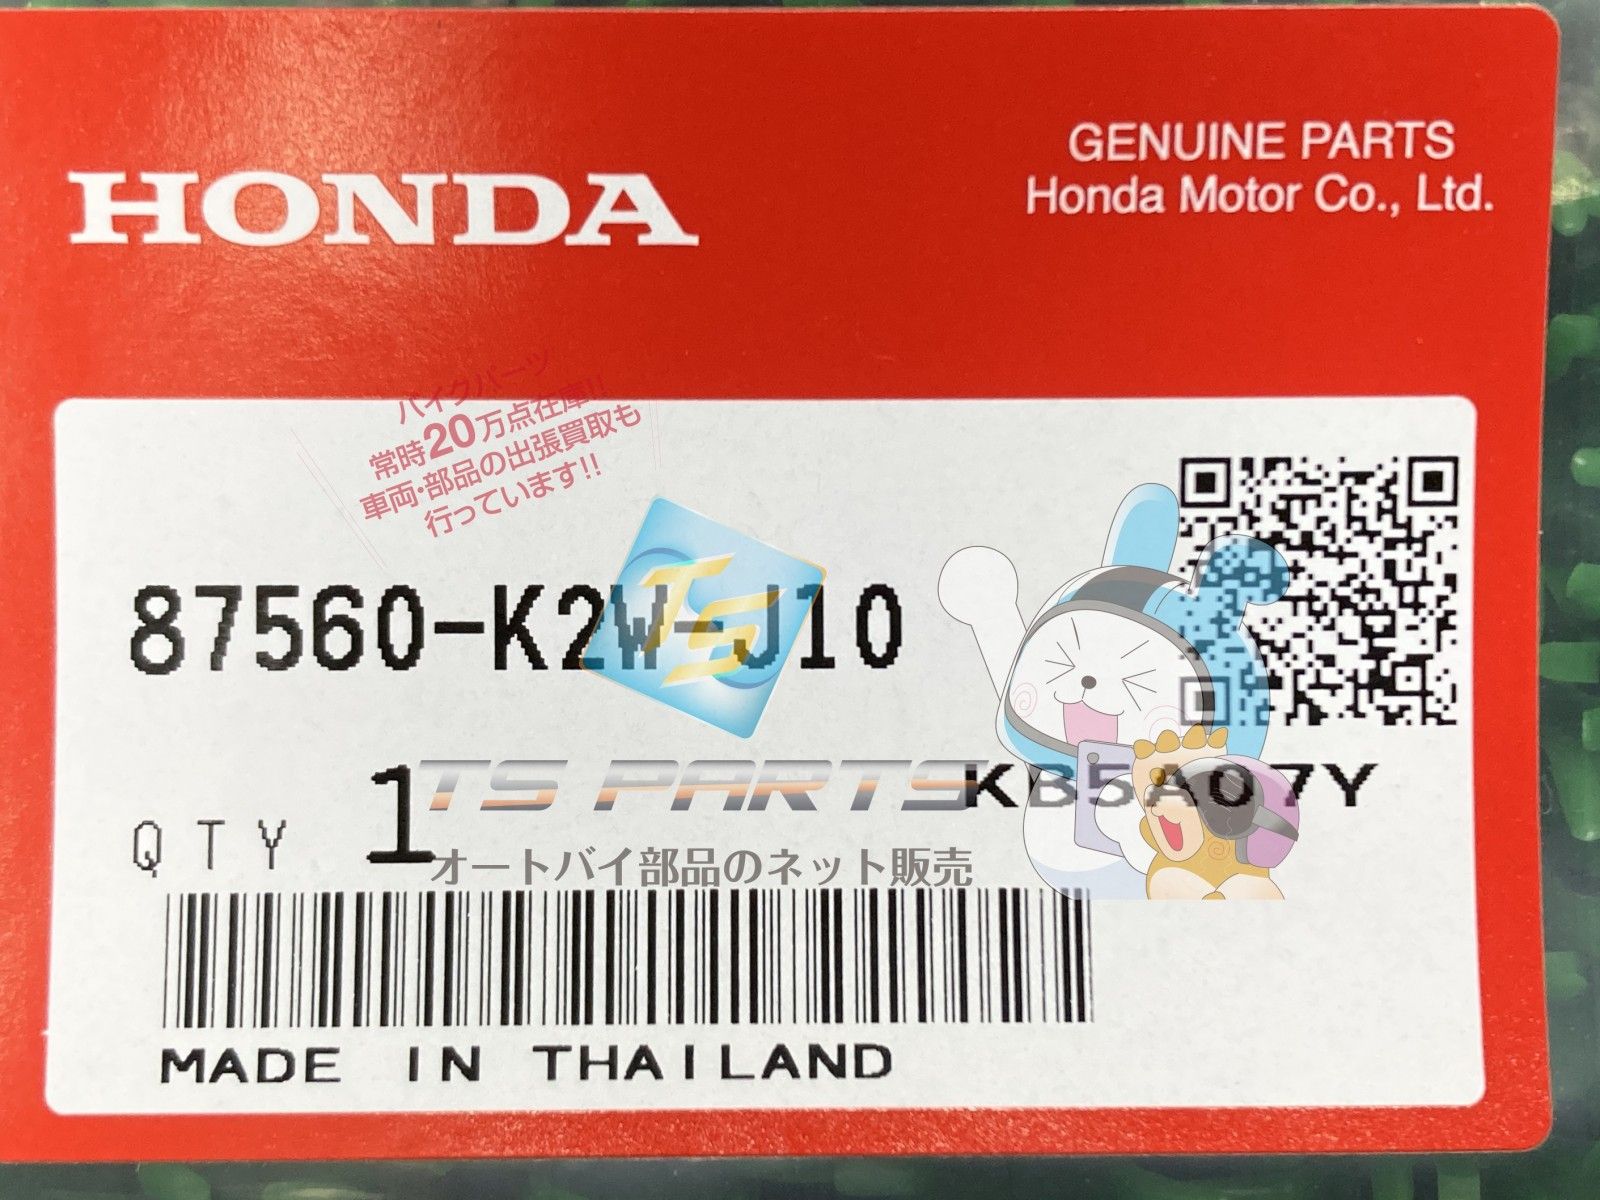 HONDA
GENUINE PARTS
Honda Motor Co., Ltd.
バイクパーツ
常時20万点在庫!!
車両・部品の出張買取も
行っています!!
87560-K2W-J10
TS
TS PARTS
KB5A07Y
QTY 1
オートバイ部品のネット販売
MADE IN THAILAND